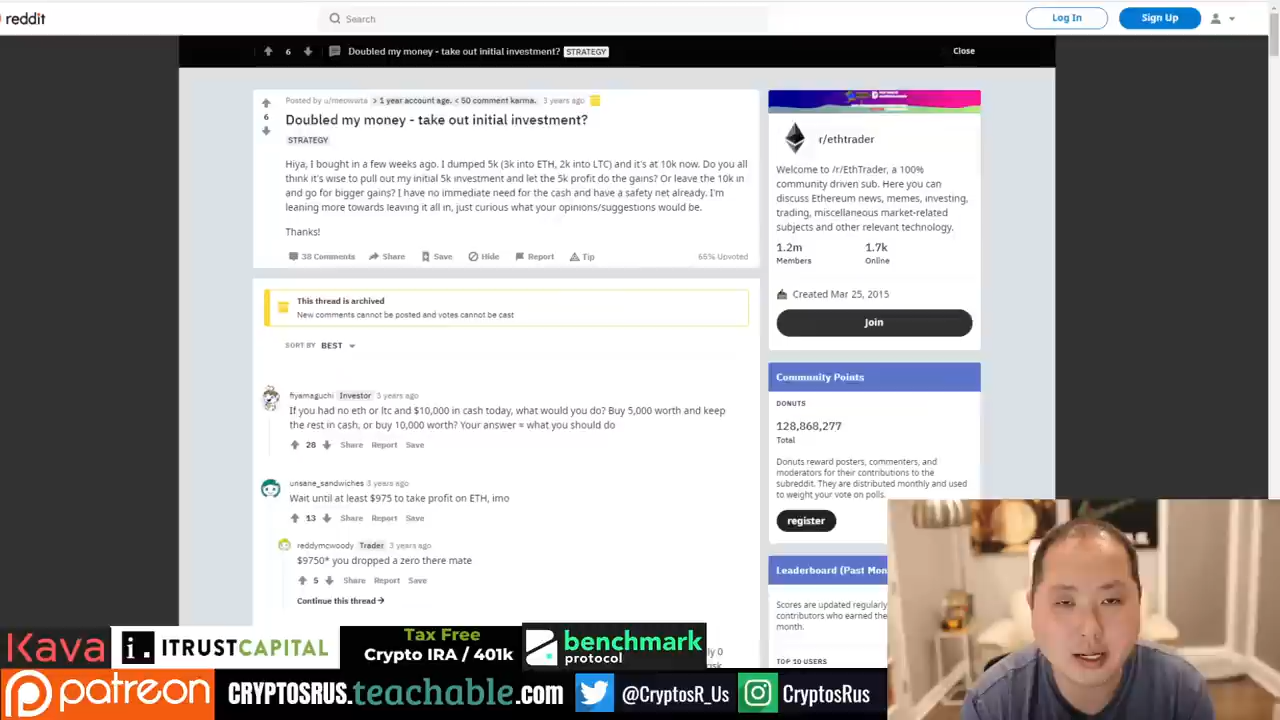 reddit
Search
Log In
Sign Up
6
Doubled my money - take out initial investment? STRATEGY
Close
Posted by u/meowata > 1 year account age. < 50 comment karma. 3 years ago
6
Doubled my money - take out initial investment?
STRATEGY
Hiya, I bought in a few weeks ago. I dumped 5k (3k into ETH, 2k into LTC) and it's at 10k now. Do you all
think it's wise to pull out my initial 5k investment and let the 5k profit do the gains? Or leave the 10k in
and go for bigger gains? I have no immediate need for the cash and have a safety net already. I'm
leaning more towards leaving it all in, just curious what your opinions/suggestions would be.
Thanks!
38 Comments Share Save Hide Report Tip
65% Upvoted
This thread is archived
New comments cannot be posted and votes cannot be cast
SORT BY BEST
fiyamaguchi Investor 3 years ago
If you had no eth or ltc and $10,000 in cash today, what would you do? Buy 5,000 worth and keep
the rest in cash, or buy 10,000 worth? Your answer = what you should do
28 Share Report Save
unsane_sandwiches 3 years ago
Wait until at least $975 to take profit on ETH, imo
13 Share Report Save
reddymcwoody Trader 3 years ago
$9750* you dropped a zero there mate
5 Share Report Save
Continue this thread
r/ethtrader
Welcome to /r/EthTrader, a 100%
community driven sub. Here you can
discuss Ethereum news, memes, investing,
trading, miscellaneous market-related
subjects and other relevant technology.
1.2m
Members
1.7k
Online
Created Mar 25, 2015
Join
Community Points
DONUTS
128,868,277
Total
Donuts reward posters, commenters, and
moderators for their contributions to the
subreddit. They are distributed monthly and used
to weight your vote on polls.
register
Leaderboard (Past Mon
Scores are updated regularly
contributors who earned the
month.
TOP 10 USERS
Kava
i. ITRUSTCAPITAL
Tax Free
Crypto IRA / 401k
benchmark
protocol
patreon
CRYPTOSRUS.teachable.com
@CryptosR_Us
CryptosRus